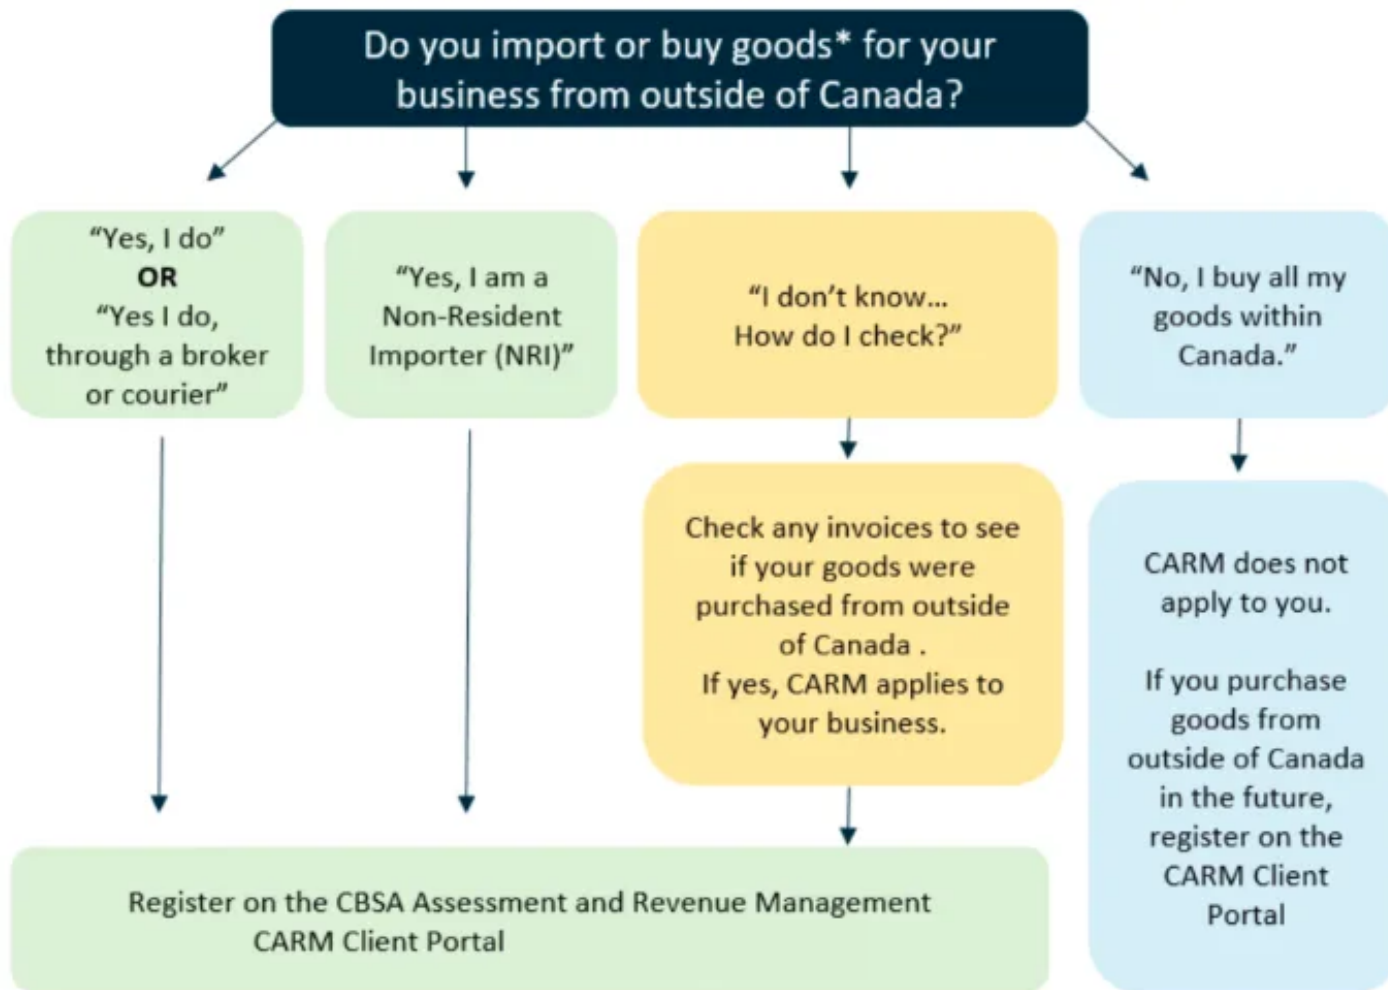 Do you import or buy goods* for your
business from outside of Canada?
“Yes, I do”
OR
“Yes I do,
through a broker
or courier”
“Yes, I am a
Non-Resident
Importer (NRI)”
“I don’t know...
How do I check?”
“No, I buy all my
goods within
Canada.”
Check any invoices to see
if your goods were
purchased from outside
of Canada .
If yes, CARM applies to
your business.
CARM does not
apply to you.
If you purchase
goods from
outside of Canada
in the future,
register on the
CARM Client
Portal
Register on the CBSA Assessment and Revenue Management
CARM Client Portal